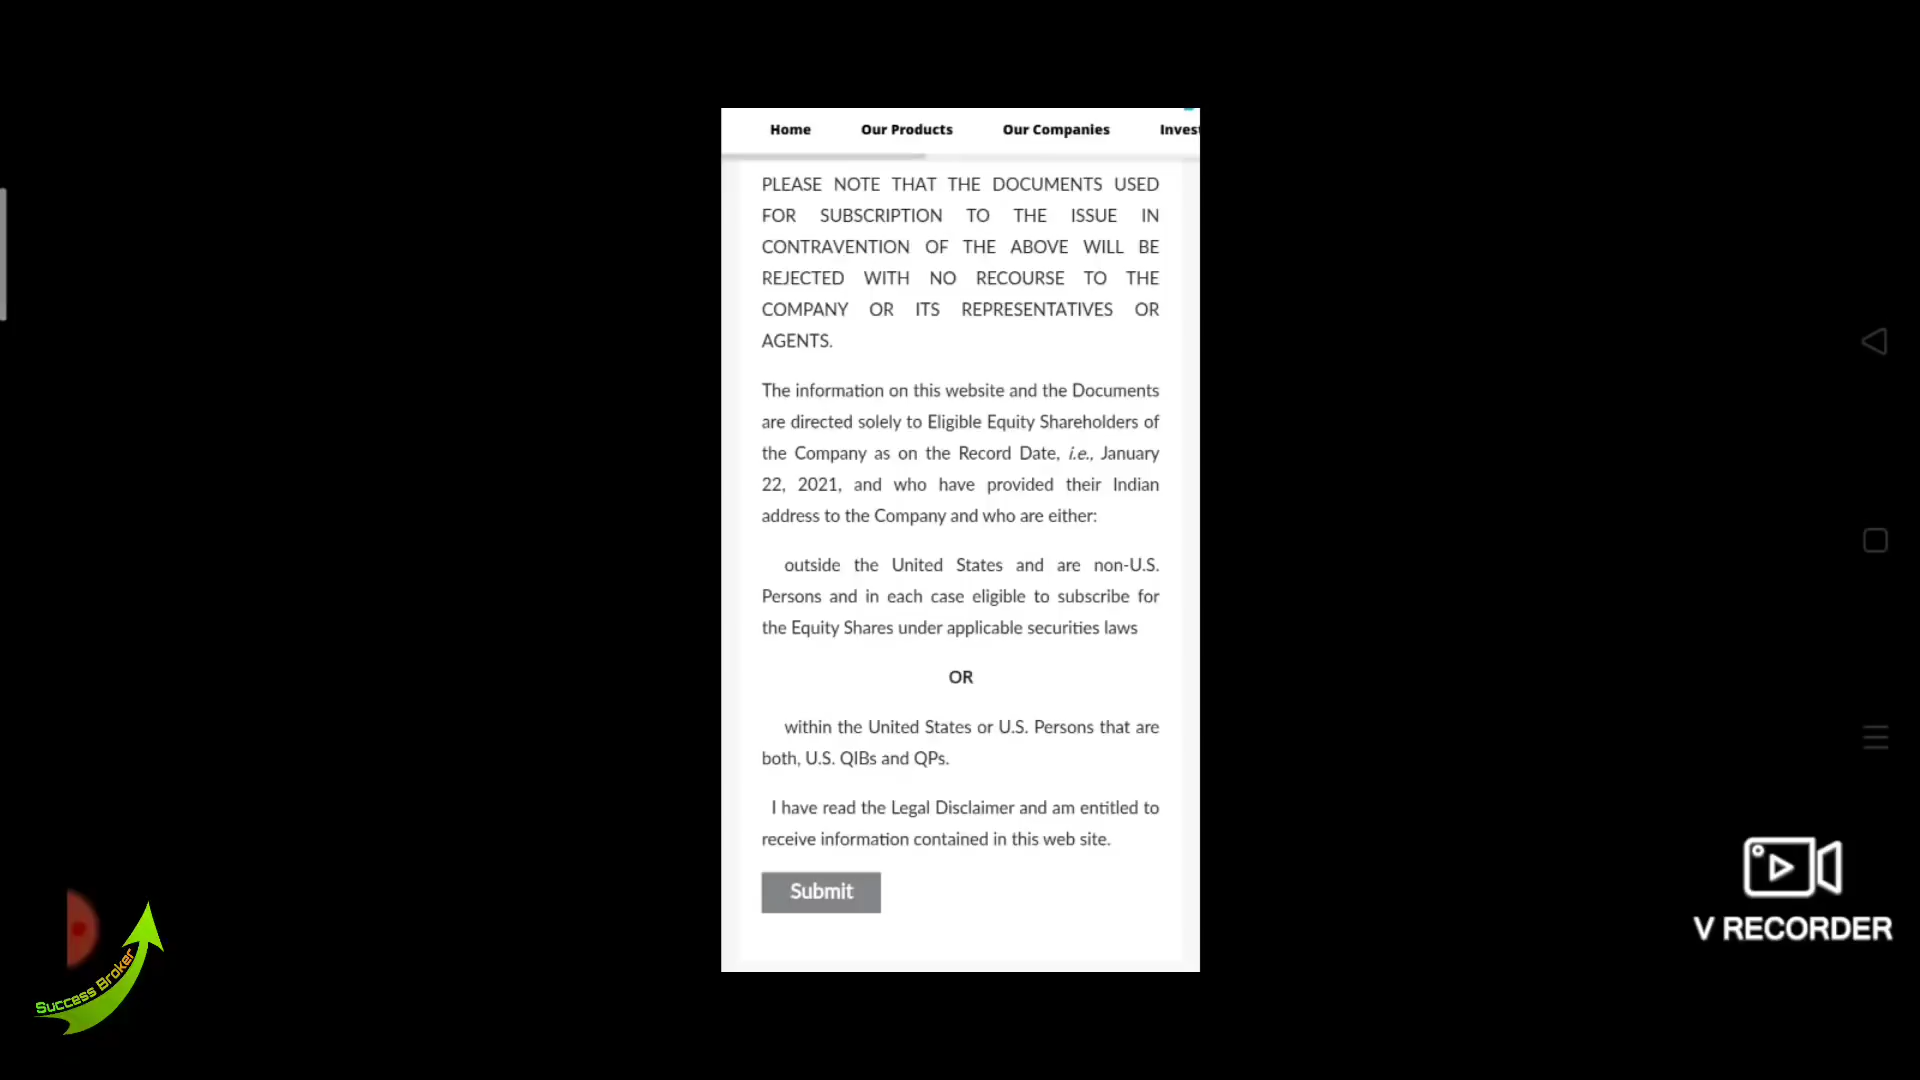 Home Our Products Our Companies Invest
PLEASE NOTE THAT THE DOCUMENTS USED
FOR SUBSCRIPTION TO THE ISSUE IN
CONTRAVENTION OF THE ABOVE WILL BE
REJECTED WITH NO RECOURSE TO THE
COMPANY OR ITS REPRESENTATIVES OR
AGENTS.
The information on this website and the Documents
are directed solely to Eligible Equity Shareholders of
the Company as on the Record Date, i.e., January
22, 2021, and who have provided their Indian
address to the Company and who are either:
outside the United States and are non-U.S.
Persons and in each case eligible to subscribe for
the Equity Shares under applicable securities laws
OR
within the United States or U.S. Persons that are
both, U.S. QIBs and QPs.
I have read the Legal Disclaimer and am entitled to
receive information contained in this web site.
Submit
V RECORDER
Success Broker